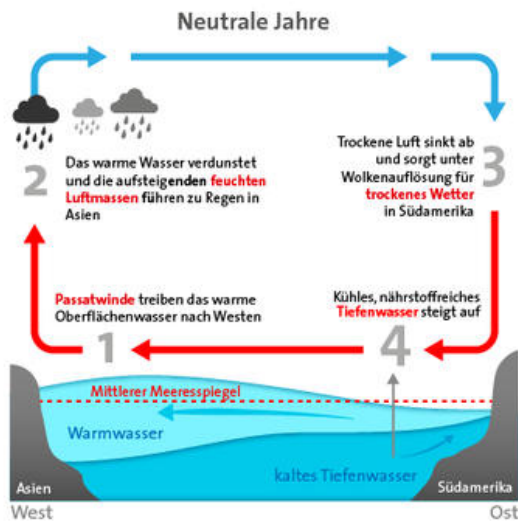 Neutrale Jahre
2
Das warme Wasser verdunstet
und die aufsteigenden feuchten
Luftmassen führen zu Regen in
Asien
3
Trockene Luft sinkt ab
und sorgt unter
Wolkenauflösung für
trockenes Wetter
in Südamerika
1
Passatwinde treiben das warme
Oberflächenwasser nach Westen
4
Kühles, nährstoffreiches
Tiefenwasser steigt auf
Mittlerer Meeresspiegel
Warmwasser
kaltes Tiefenwasser
Asien
Südamerika
West
Ost